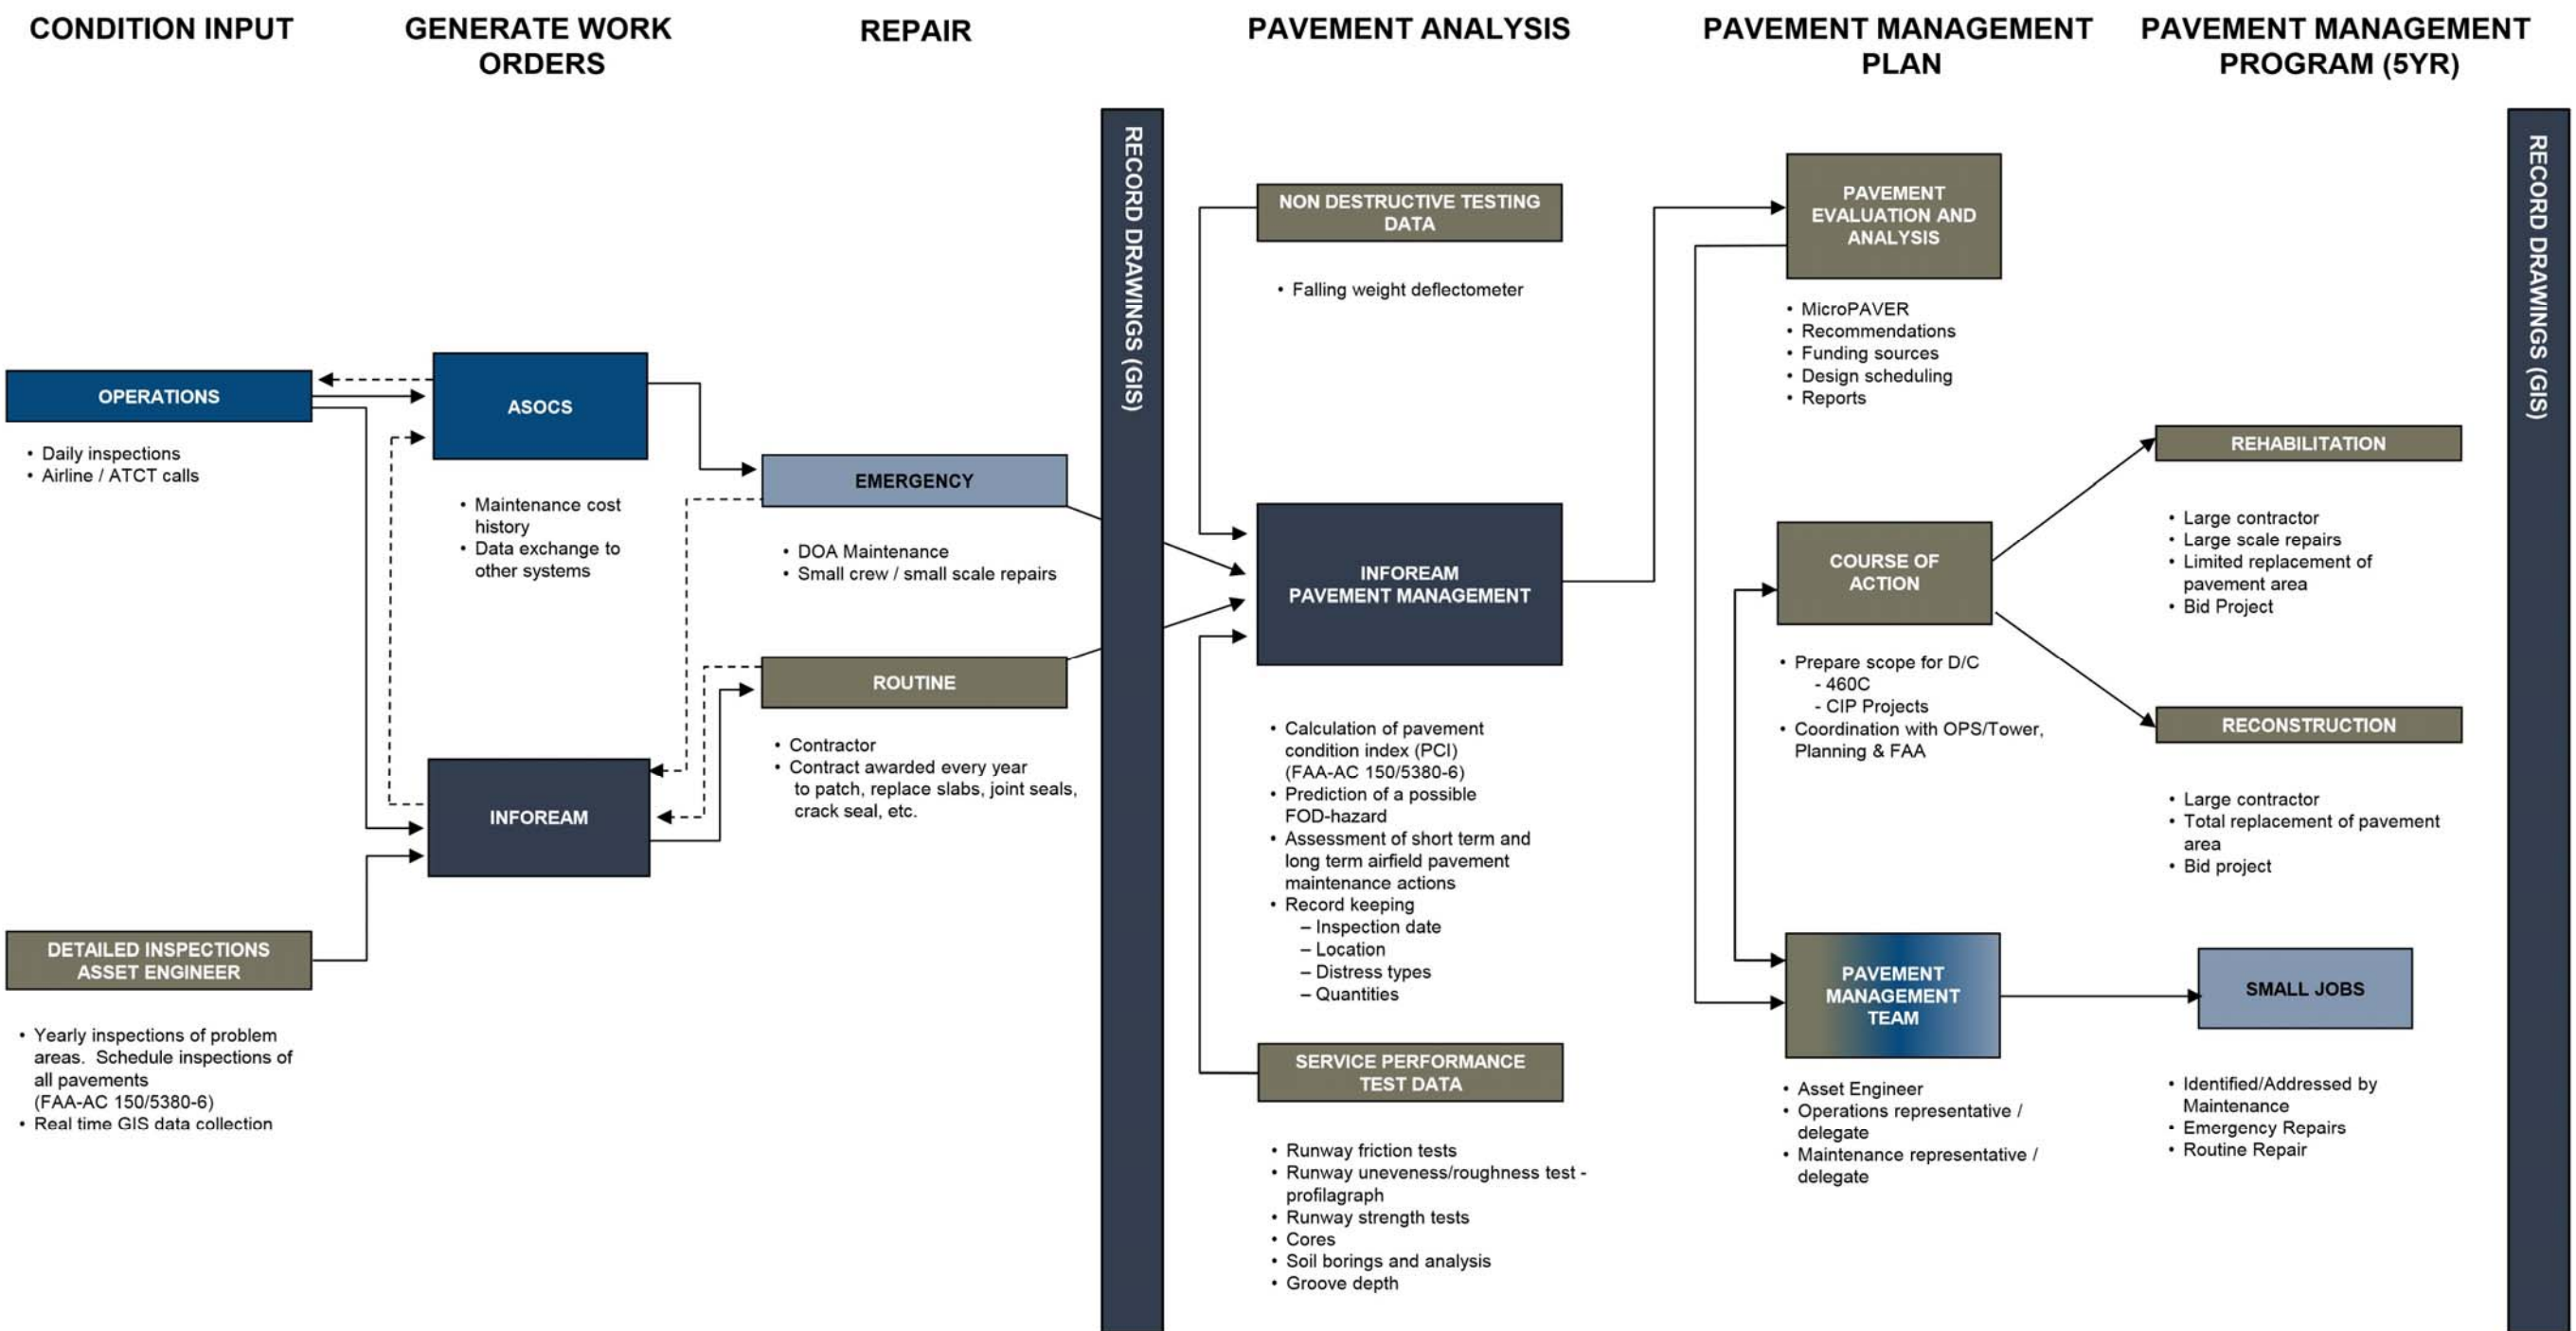 CONDITION INPUT
GENERATE WORK
ORDERS
REPAIR
PAVEMENT ANALYSIS
PAVEMENT MANAGEMENT
PLAN
PAVEMENT MANAGEMENT
PROGRAM (5YR)
OPERATIONS
• Daily inspections
• Airline / ATCT calls
DETAILED INSPECTIONS
ASSET ENGINEER
• Yearly inspections of problem
areas. Schedule inspections of
all pavements
(FAA-AC 150/5380-6)
• Real time GIS data collection
ASOCS
• Maintenance cost
history
• Data exchange to
other systems
INFOREAM
EMERGENCY
• DOA Maintenance
• Small crew / small scale repairs
ROUTINE
• Contractor
• Contract awarded every year
to patch, replace slabs, joint seals,
crack seal, etc.
RECORD DRAWINGS (GIS)
NON DESTRUCTIVE TESTING
DATA
• Falling weight deflectometer
INFOREAM
PAVEMENT MANAGEMENT
• Calculation of pavement
condition index (PCI)
(FAA-AC 150/5380-6)
• Prediction of a possible
FOD-hazard
• Assessment of short term and
long term airfield pavement
maintenance actions
• Record keeping
– Inspection date
– Location
– Distress types
– Quantities
SERVICE PERFORMANCE
TEST DATA
• Runway friction tests
• Runway uneveness/roughness test -
profilagraph
• Runway strength tests
• Cores
• Soil borings and analysis
• Groove depth
PAVEMENT
EVALUATION AND
ANALYSIS
• MicroPAVER
• Recommendations
• Funding sources
• Design scheduling
• Reports
COURSE OF
ACTION
• Prepare scope for D/C
- 460C
- CIP Projects
• Coordination with OPS/Tower,
Planning & FAA
PAVEMENT
MANAGEMENT
TEAM
• Asset Engineer
• Operations representative /
delegate
• Maintenance representative /
delegate
REHABILITATION
• Large contractor
• Large scale repairs
• Limited replacement of
pavement area
• Bid Project
RECONSTRUCTION
• Large contractor
• Total replacement of pavement
area
• Bid project
SMALL JOBS
• Identified/Addressed by
Maintenance
• Emergency Repairs
• Routine Repair
RECORD DRAWINGS (GIS)